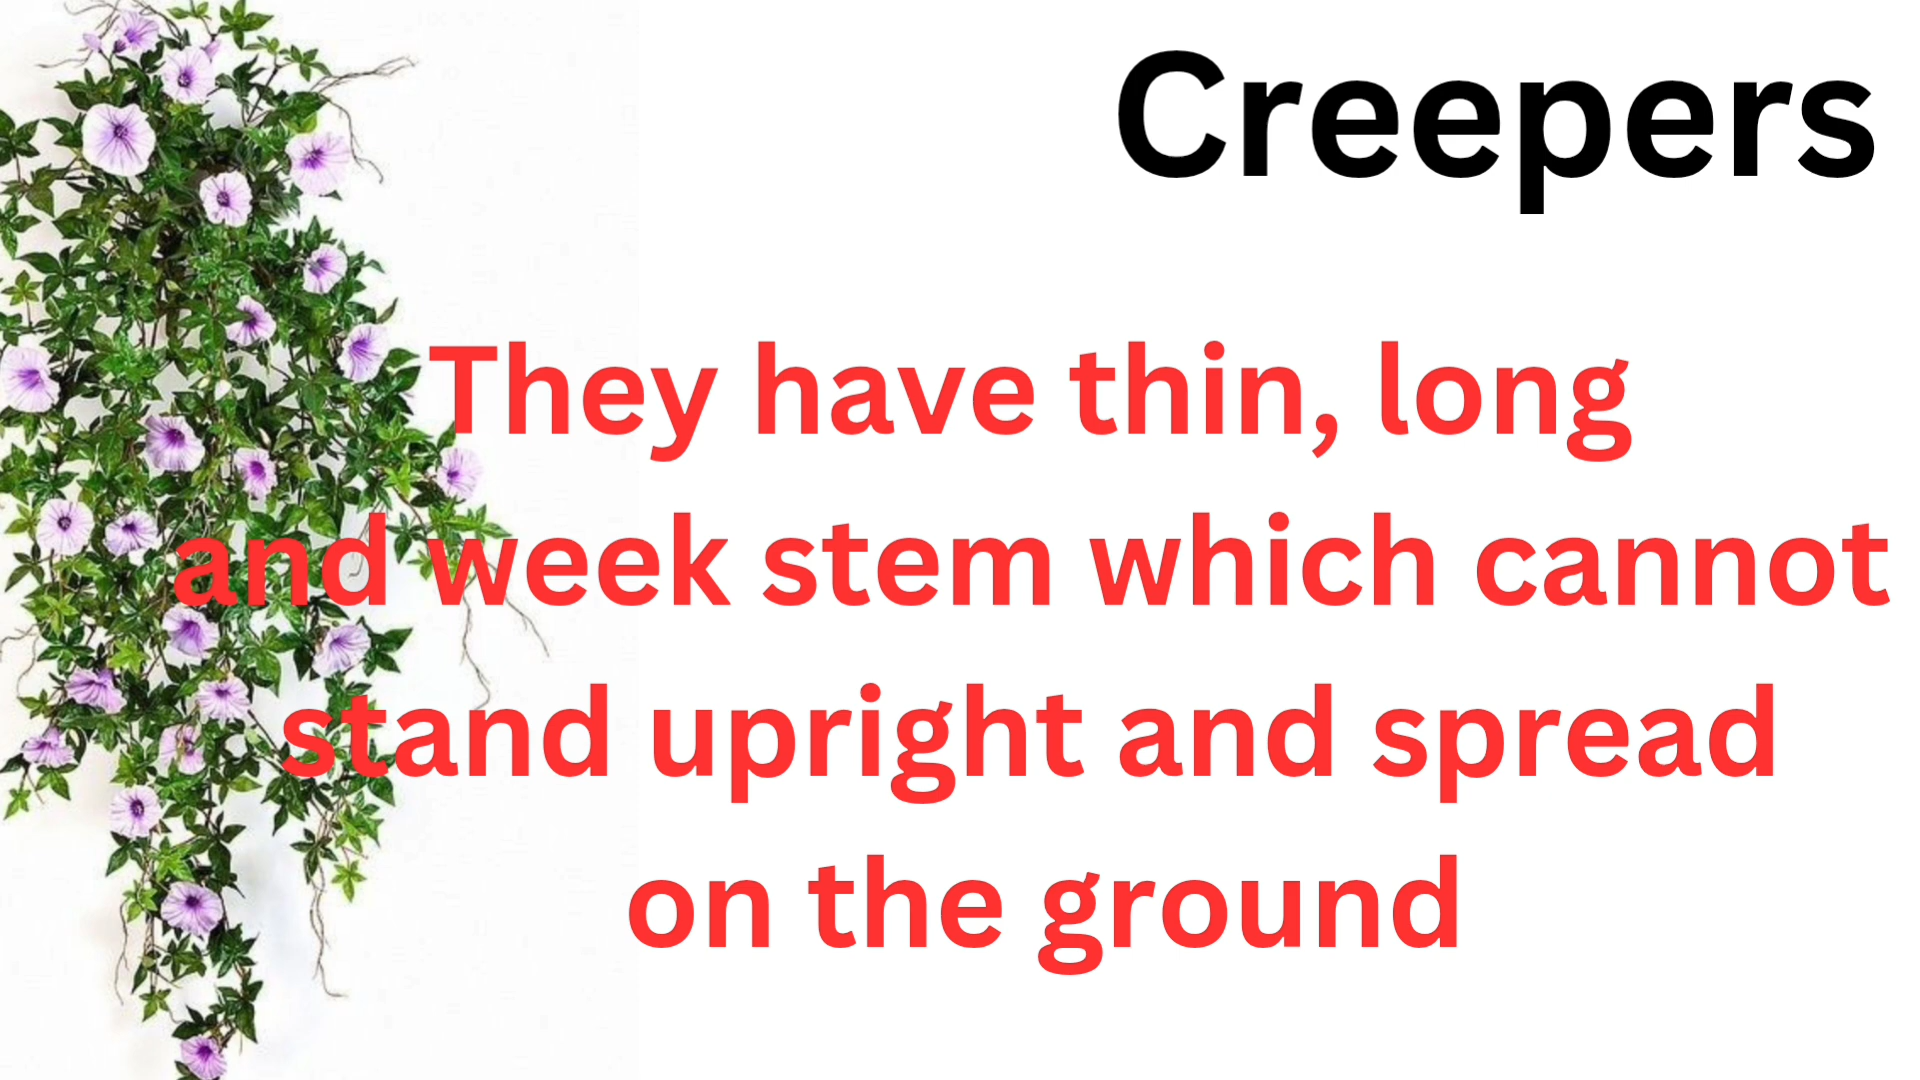 Creepers
They have thin, long
and week stem which cannot
stand upright and spread
on the ground